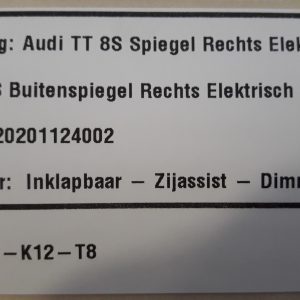 g: Audi TT 8S Spiegel Rechts Elek
S Buitenspiegel Rechts Elektrisch
20201124002
r: Inklapbaar – Zijassist – Dimm
–K12–T8